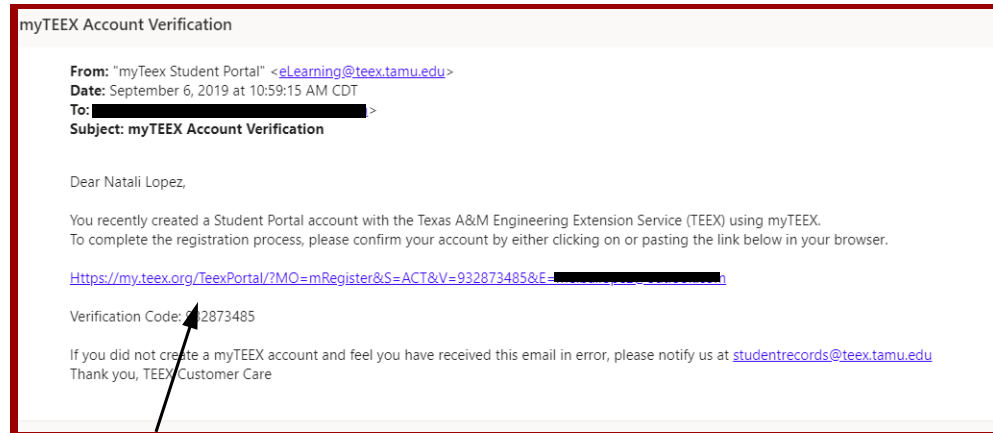 myTEEX Account Verification
From: "myTeex Student Portal" <eLearning@teex.tamu.edu>
Date: September 6, 2019 at 10:59:15 AM CDT
To: >
Subject: myTEEX Account Verification
Dear Natali Lopez,
You recently created a Student Portal account with the Texas A&M Engineering Extension Service (TEEX) using myTEEX.
To complete the registration process, please confirm your account by either clicking on or pasting the link below in your browser.
Https://my.teex.org/TeexPortal/?MO=mRegister&S=ACT&V=932873485&E=
Verification Code: 932873485
If you did not create a myTEEX account and feel you have received this email in error, please notify us at studentrecords@teex.tamu.edu
Thank you, TEEX Customer Care